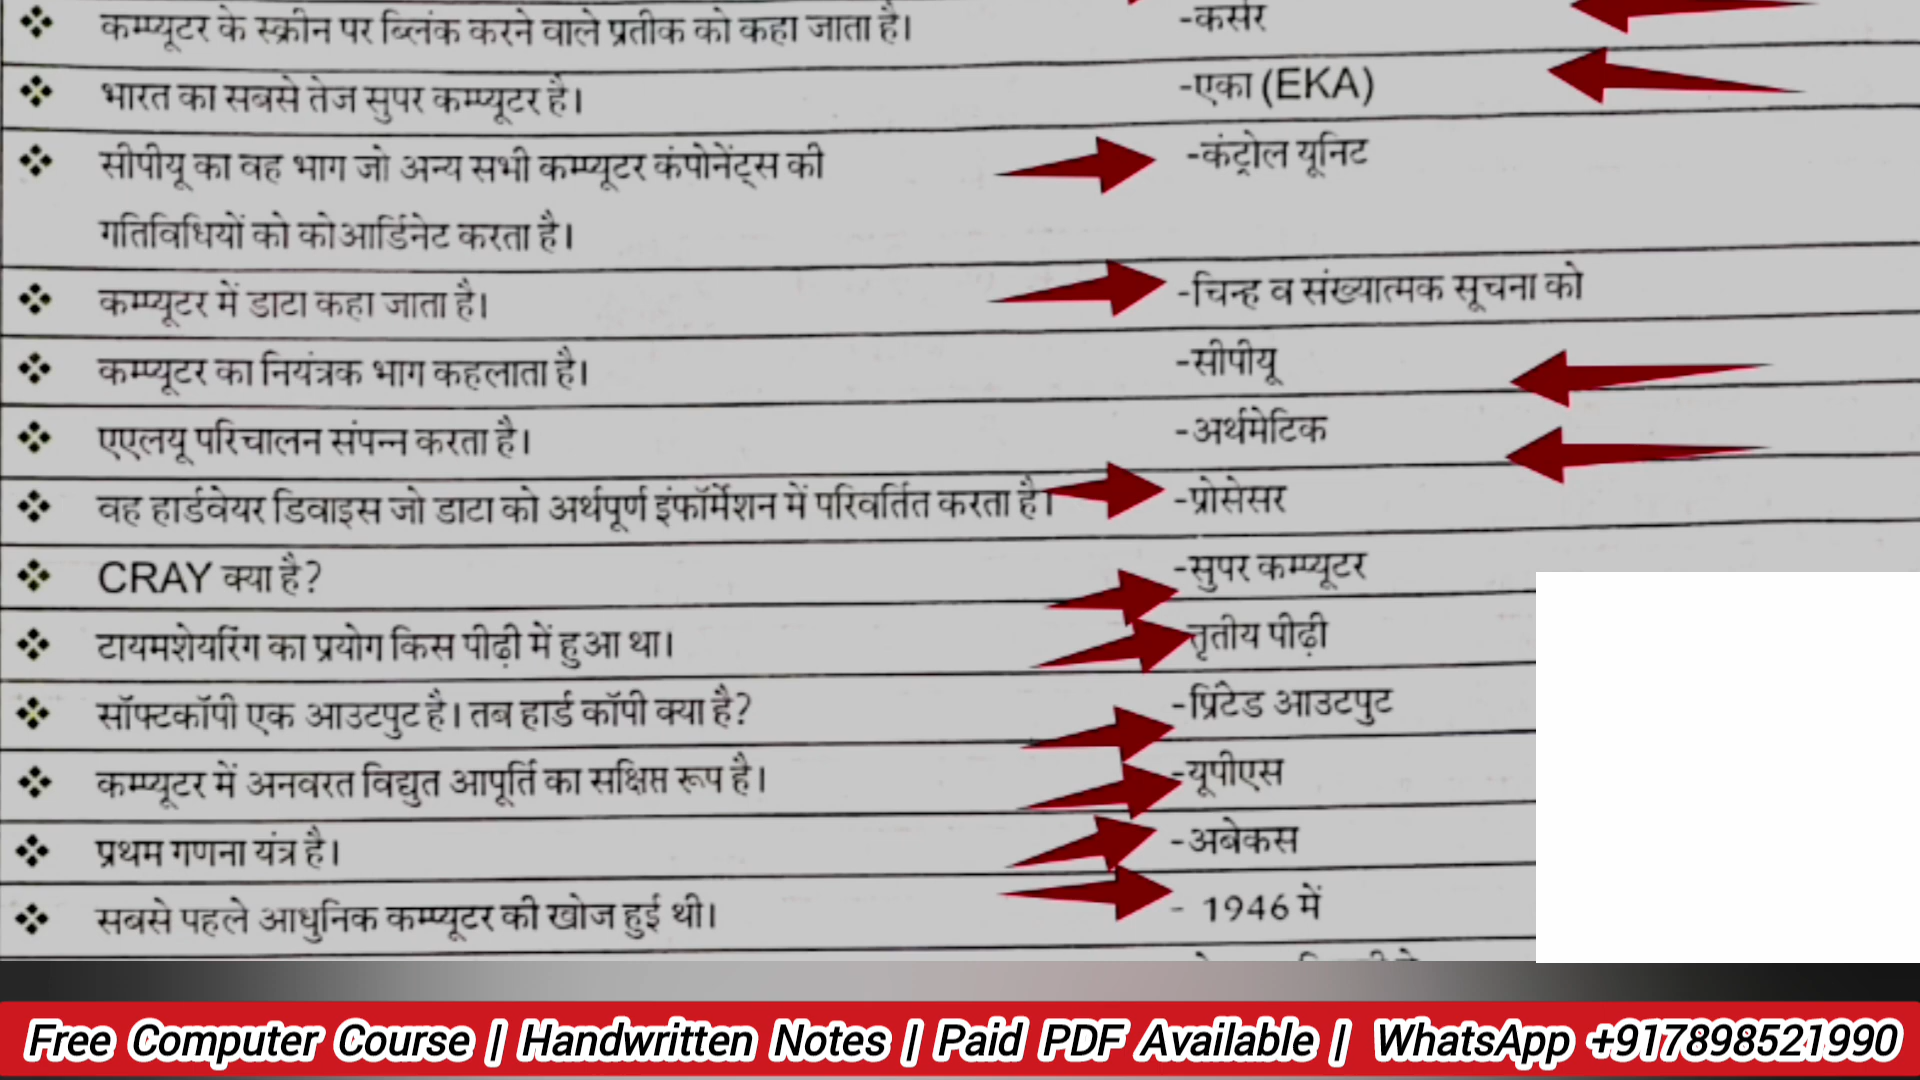 ❖ कम्प्यूटर के स्क्रीन पर ब्लिंक करने वाले प्रतीक को कहा जाता है। -कर्सर
❖ भारत का सबसे तेज सुपर कम्प्यूटर है। -एका (EKA)
❖ सीपीयू का वह भाग जो अन्य सभी कम्प्यूटर कंपोनेंट्स की -कंट्रोल यूनिट
गतिविधियों को कोआर्डिनेट करता है।
❖ कम्प्यूटर में डाटा कहा जाता है। -चिन्ह व संख्यात्मक सूचना को
❖ कम्प्यूटर का नियंत्रक भाग कहलाता है। -सीपीयू
❖ एएलयू परिचालन संपन्न करता है। -अर्थमेटिक
❖ वह हार्डवेयर डिवाइस जो डाटा को अर्थपूर्ण इंफॉर्मेशन में परिवर्तित करता है। -प्रोसेसर
❖ CRAY क्या है? -सुपर कम्प्यूटर
❖ टायमशेयरिंग का प्रयोग किस पीढ़ी में हुआ था। तृतीय पीढ़ी
❖ सॉफ्टकॉपी एक आउटपुट है। तब हार्ड कॉपी क्या है? -प्रिंटेड आउटपुट
❖ कम्प्यूटर में अनवरत विद्युत आपूर्ति का सक्षिप्त रूप है। -यूपीएस
❖ प्रथम गणना यंत्र है। -अबेकस
❖ सबसे पहले आधुनिक कम्प्यूटर की खोज हुई थी। - 1946 में
Free Computer Course | Handwritten Notes | Paid PDF Available | WhatsApp +917898521990